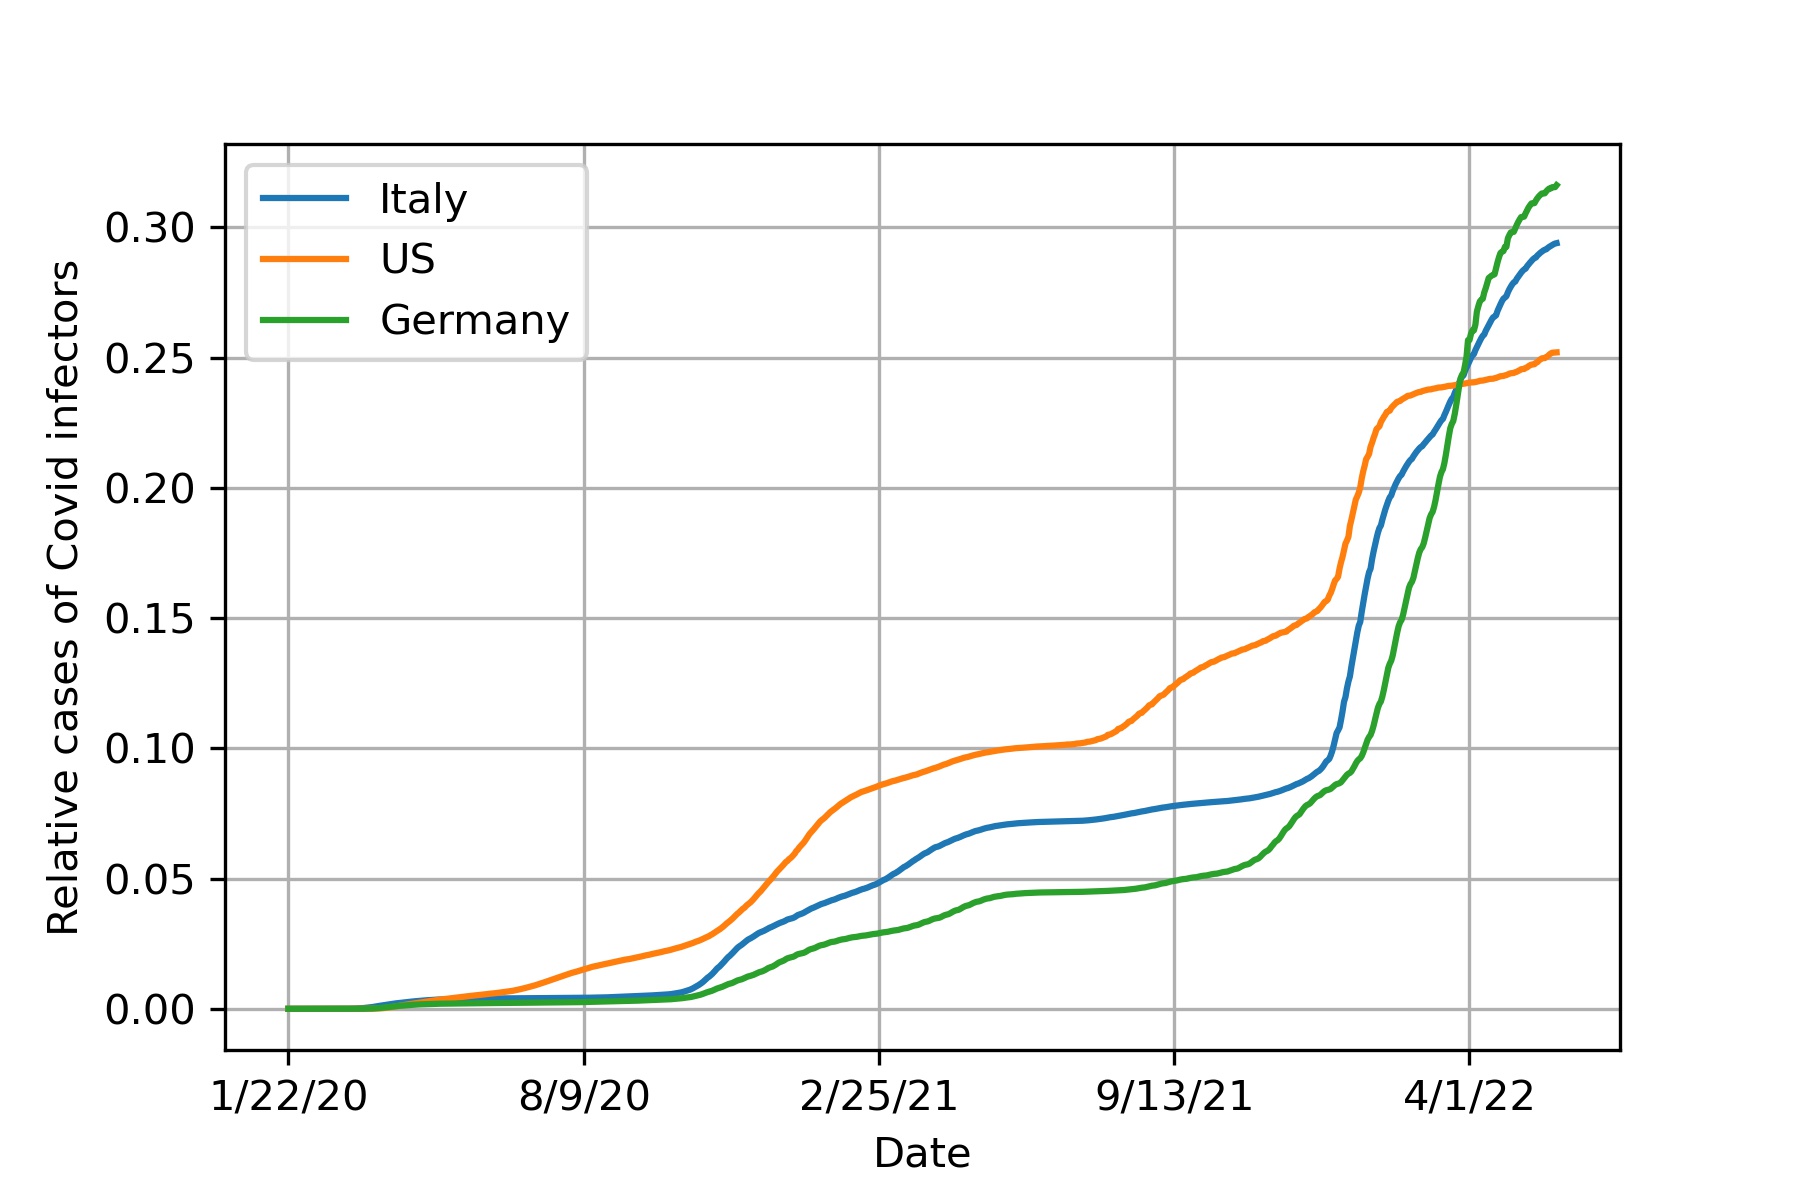 Italy
US
Germany
0.30
0.25
0.20
0.15
0.10
0.05
0.00
Relative cases of Covid infectors
1/22/20 8/9/20 2/25/21 9/13/21 4/1/22
Date